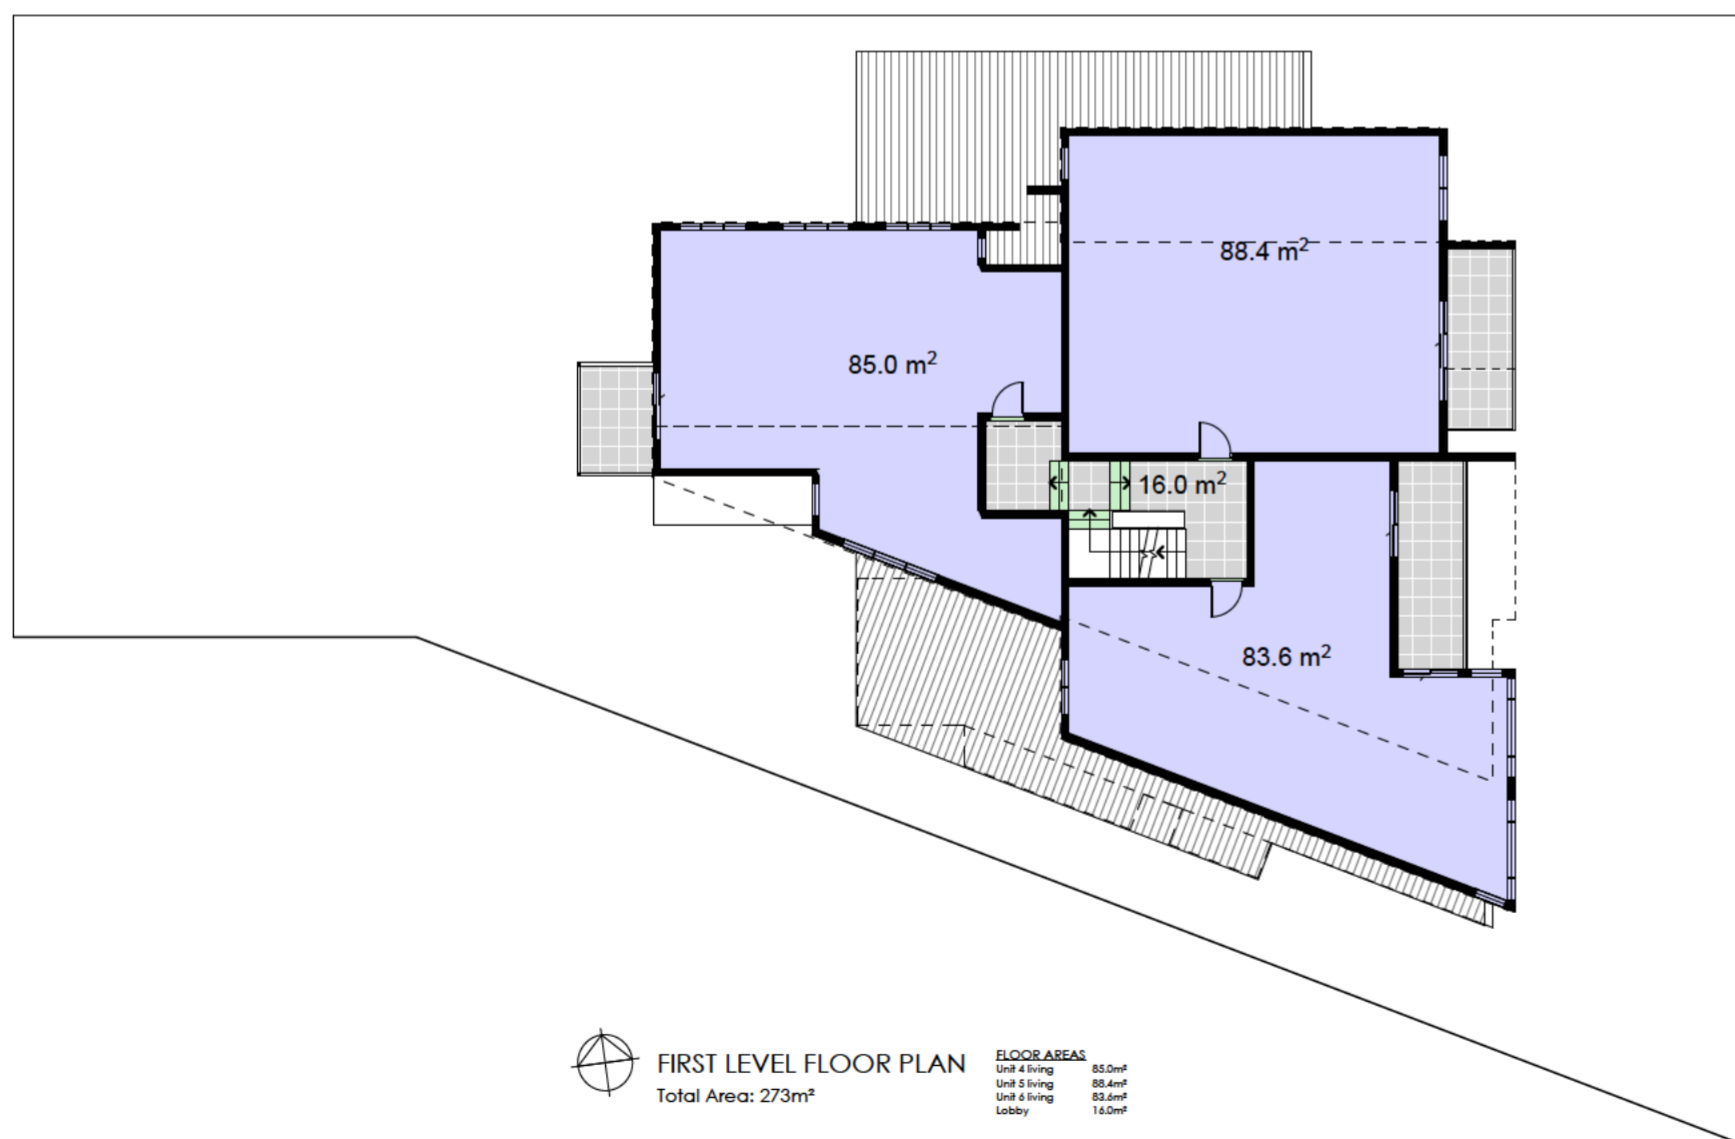 88.4 m²
85.0 m²
16.0 m²
83.6 m²
FIRST LEVEL FLOOR PLAN
Total Area: 273m²
FLOOR AREAS
Unit 4 living 85.0m²
Unit 5 living 88.4m²
Unit 6 living 83.6m²
Lobby 16.0m²